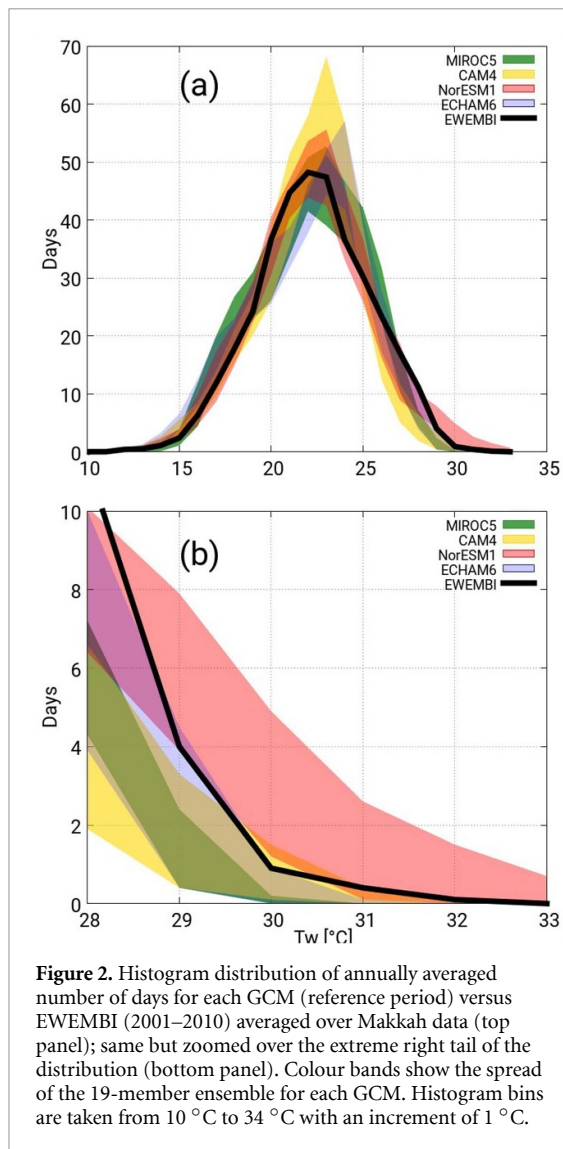 70
60
50
40
30
20
10
0
Days
(a)
MIROC5
CAM4
NorESM1
ECHAM6
EWEMBI
10 15 20 25 30 35
10
8
6
4
2
0
Days
(b)
MIROC5
CAM4
NorESM1
ECHAM6
EWEMBI
28 29 30 31 32 33
Tw [°C]
Figure 2. Histogram distribution of annually averaged
number of days for each GCM (reference period) versus
EWEMBI (2001–2010) averaged over Makkah data (top
panel); same but zoomed over the extreme right tail of the
distribution (bottom panel). Colour bands show the spread
of the 19-member ensemble for each GCM. Histogram bins
are taken from 10 °C to 34 °C with an increment of 1 °C.